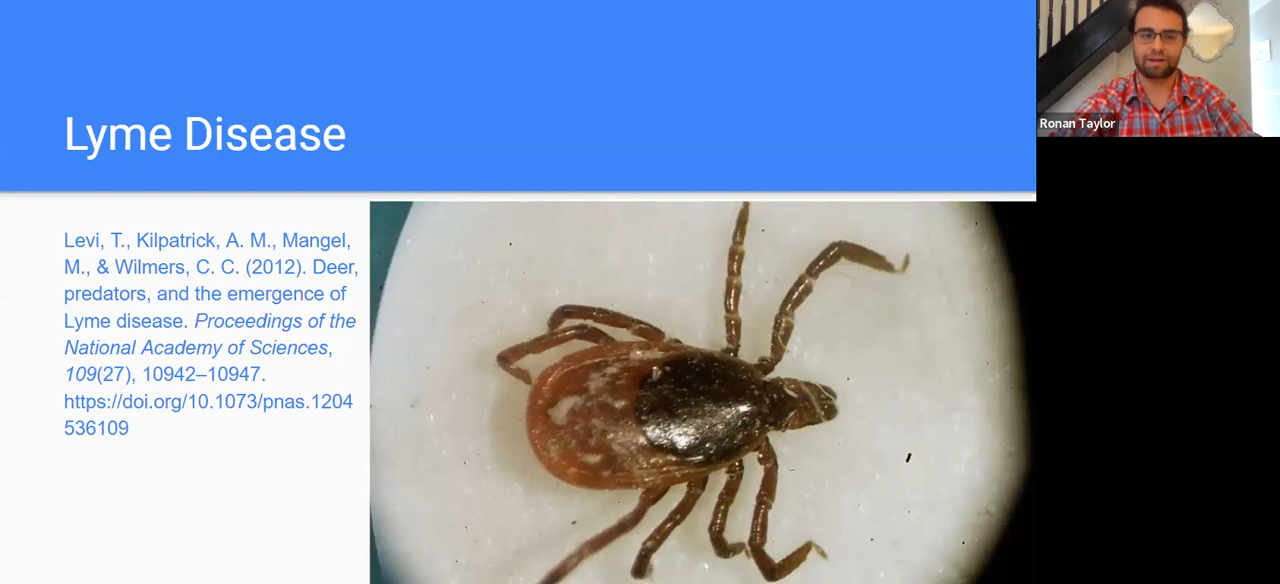 Lyme Disease
Levi, T., Kilpatrick, A. M., Mangel,
M., & Wilmers, C. C. (2012). Deer,
predators, and the emergence of
Lyme disease. Proceedings of the
National Academy of Sciences,
109(27), 10942–10947.
https://doi.org/10.1073/pnas.1204
536109
Ronan Taylor